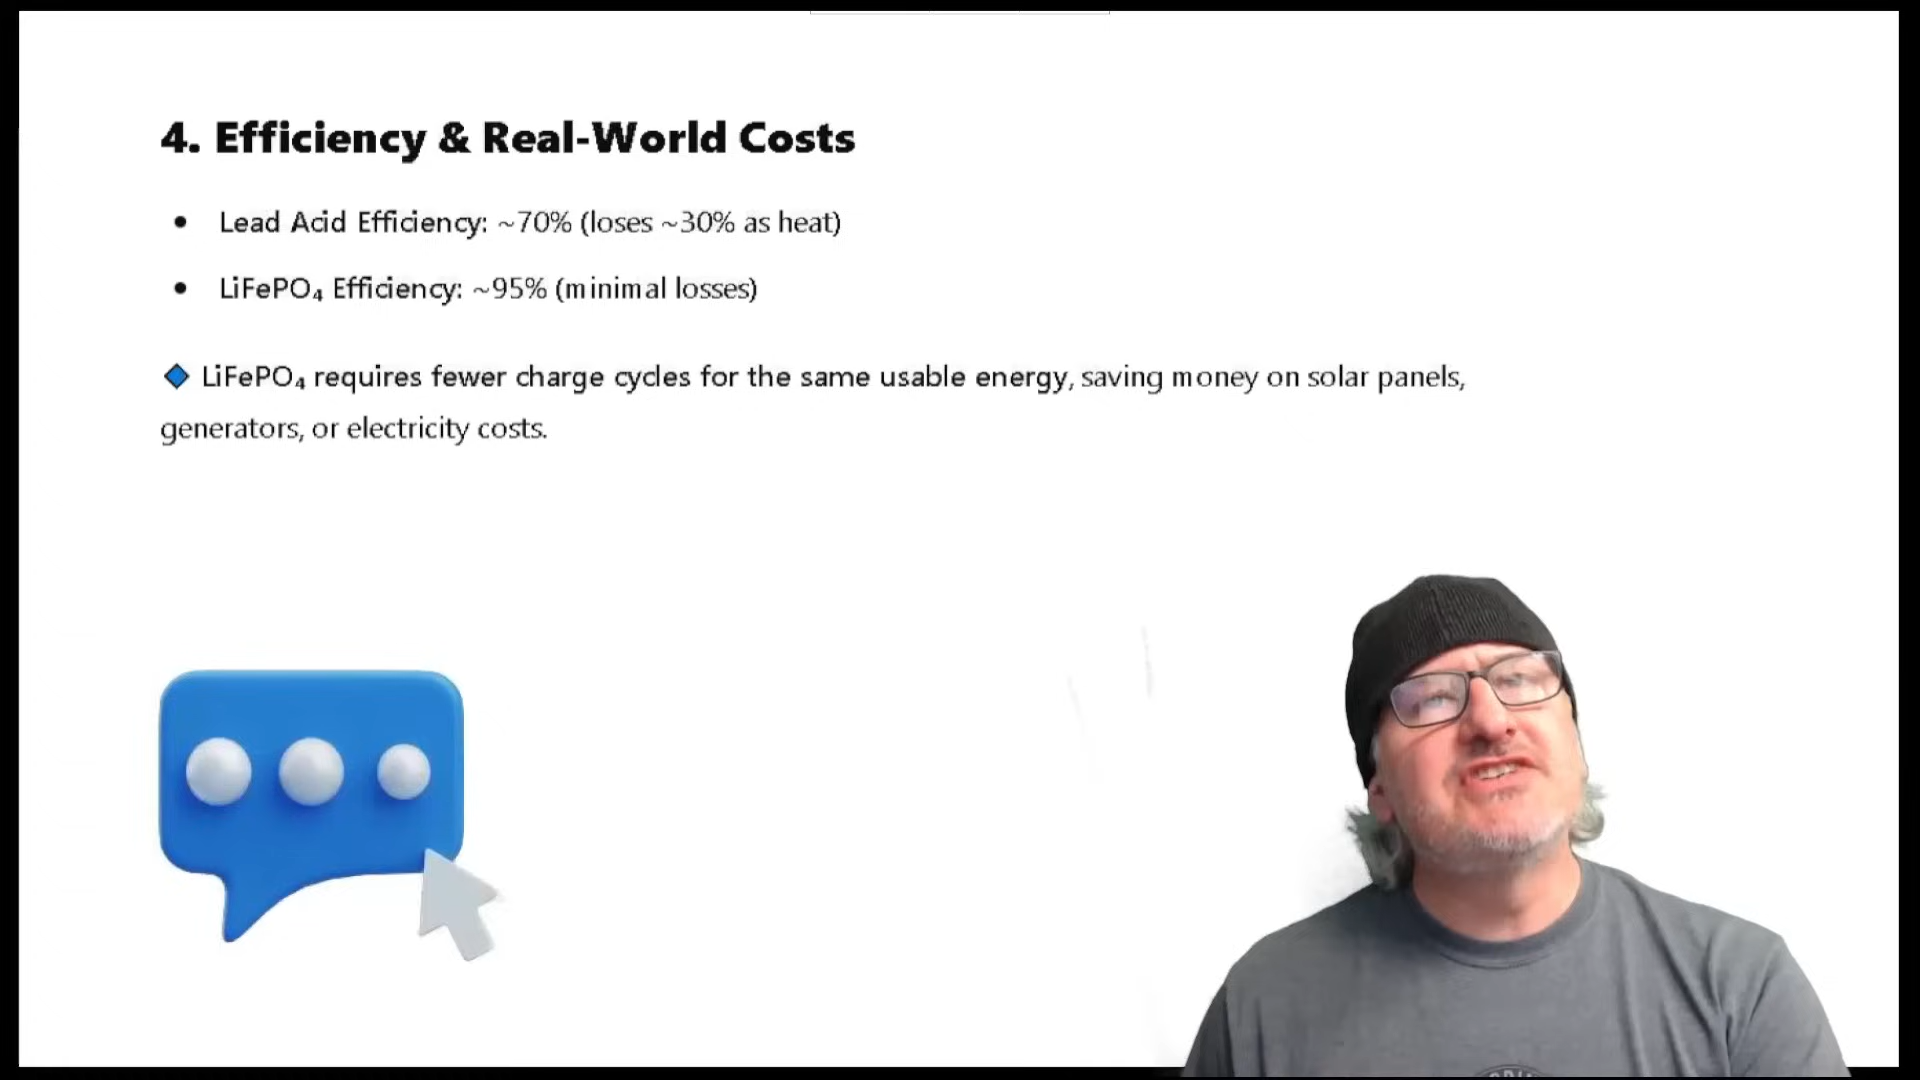 4. Efficiency & Real-World Costs
• Lead Acid Efficiency: ~70% (loses ~30% as heat)
• LiFePO₄ Efficiency: ~95% (minimal losses)
🔷 LiFePO₄ requires fewer charge cycles for the same usable energy, saving money on solar panels,
generators, or electricity costs.